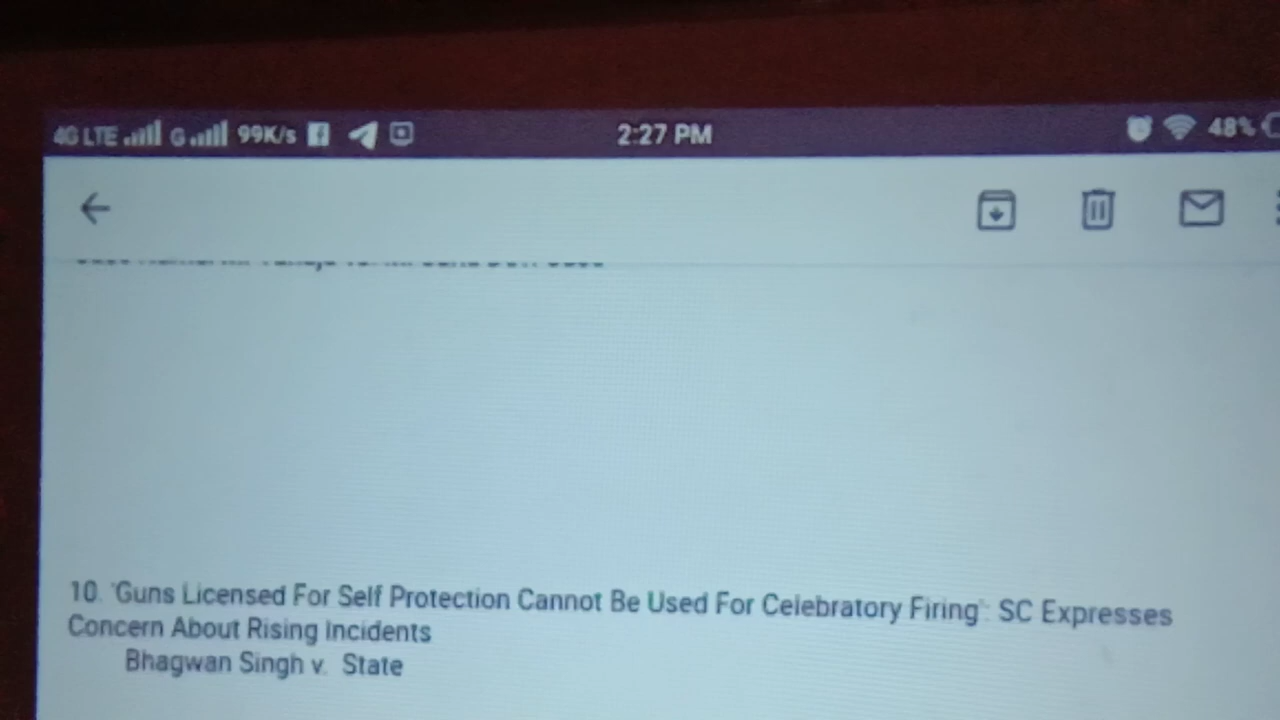 4G LTE G 99K/s 2:27 PM 48%
10. 'Guns Licensed For Self Protection Cannot Be Used For Celebratory Firing': SC Expresses
Concern About Rising Incidents
Bhagwan Singh v. State